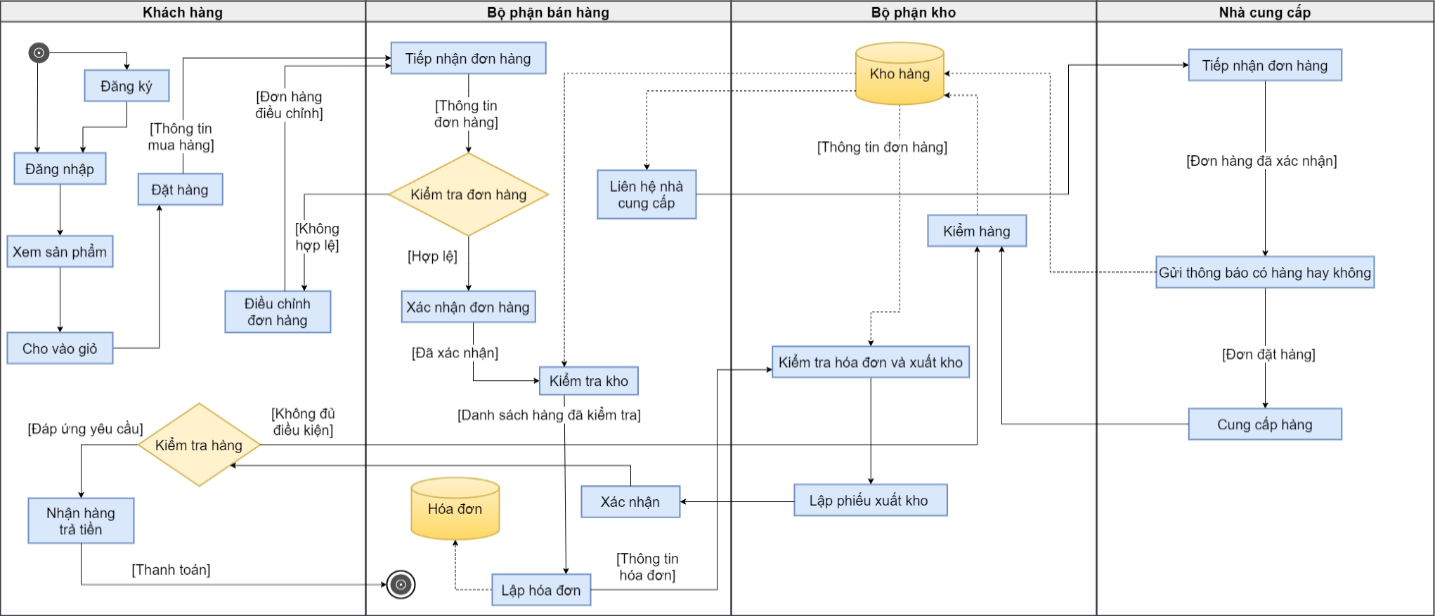 Khách hàng
Bộ phận bán hàng
Bộ phận kho
Nhà cung cấp
Đăng ký
Đăng nhập
Xem sản phẩm
Cho vào giỏ
Đặt hàng
[Thông tin
mua hàng]
[Đơn hàng
điều chỉnh]
[Không
hợp lệ]
Điều chỉnh
đơn hàng
[Đáp ứng yêu cầu]
Kiểm tra hàng
[Không đủ
điều kiện]
Nhận hàng
trả tiền
[Thanh toán]
Tiếp nhận đơn hàng
[Thông tin
đơn hàng]
Kiểm tra đơn hàng
[Hợp lệ]
Xác nhận đơn hàng
[Đã xác nhận]
Kiểm tra kho
[Danh sách hàng đã kiểm tra]
Liên hệ nhà
cung cấp
Hóa đơn
Xác nhận
Lập hóa đơn
[Thông tin
hóa đơn]
Kho hàng
[Thông tin đơn hàng]
Kiểm hàng
Kiểm tra hóa đơn và xuất kho
Lập phiếu xuất kho
Tiếp nhận đơn hàng
[Đơn hàng đã xác nhận]
Gửi thông báo có hàng hay không
[Đơn đặt hàng]
Cung cấp hàng